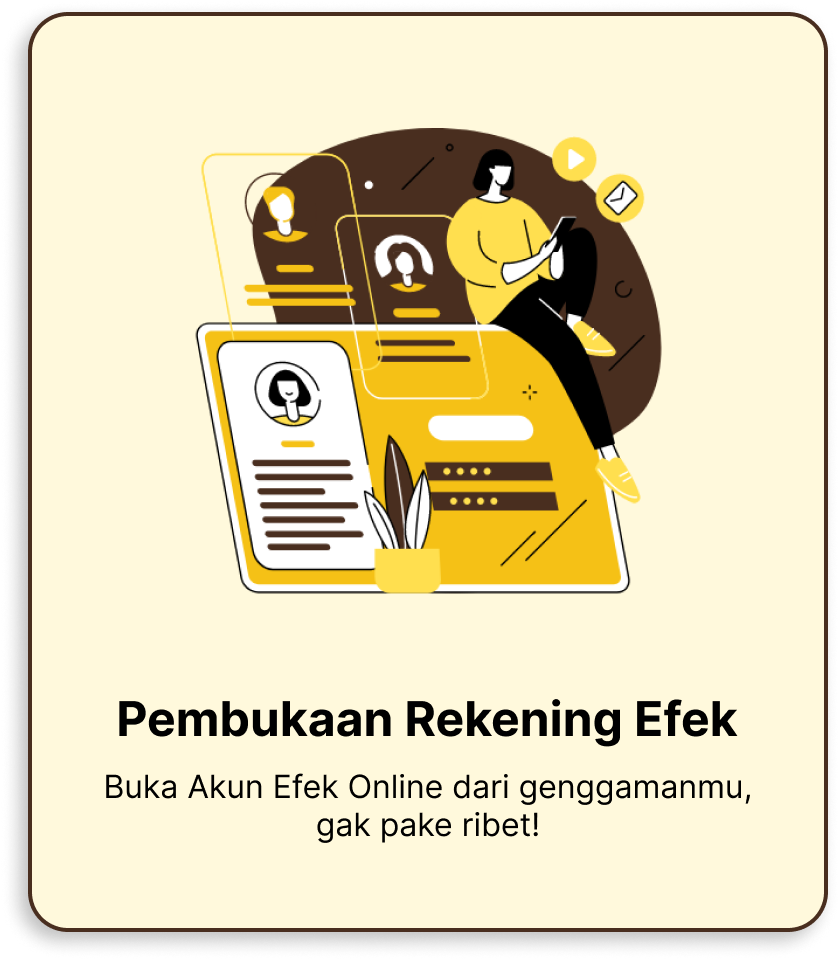 Pembukaan Rekening Efek
Buka Akun Efek Online dari genggamanmu,
gak pake ribet!